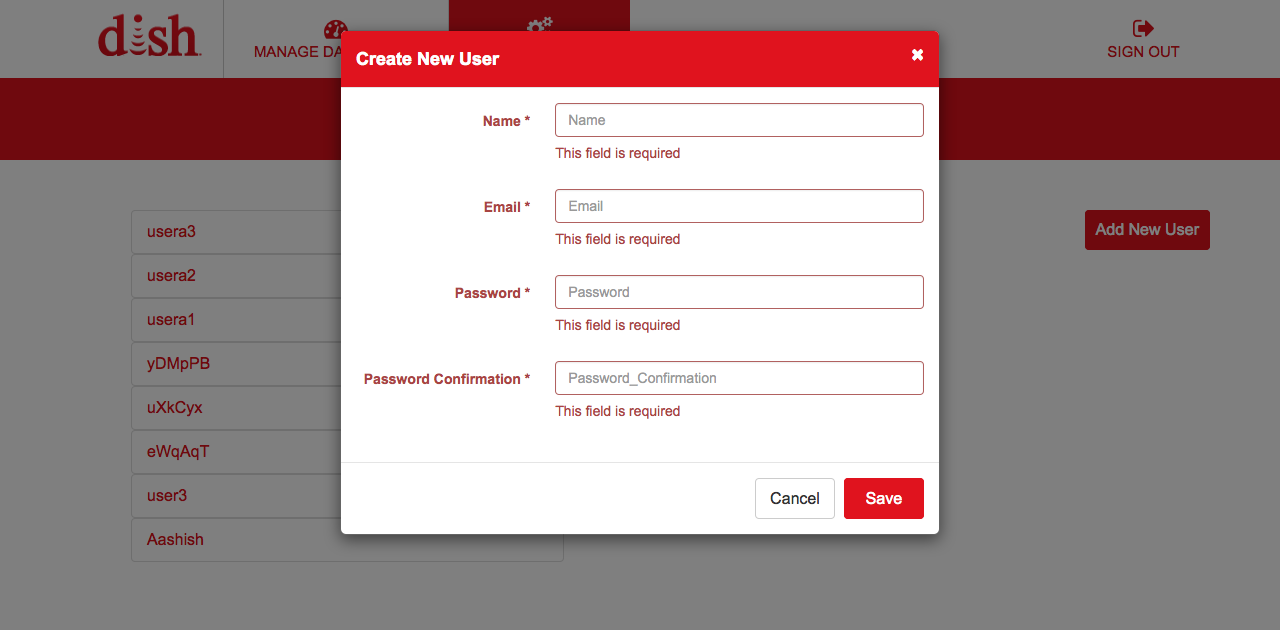 dish
MANAGE DA
SIGN OUT
Create New User
Name *
Name
This field is required
Email *
Email
This field is required
Password *
Password
This field is required
Password Confirmation *
Password_Confirmation
This field is required
Cancel
Save
usera3
usera2
usera1
yDMpPB
uXkCyx
eWqAqT
user3
Aashish
Add New User